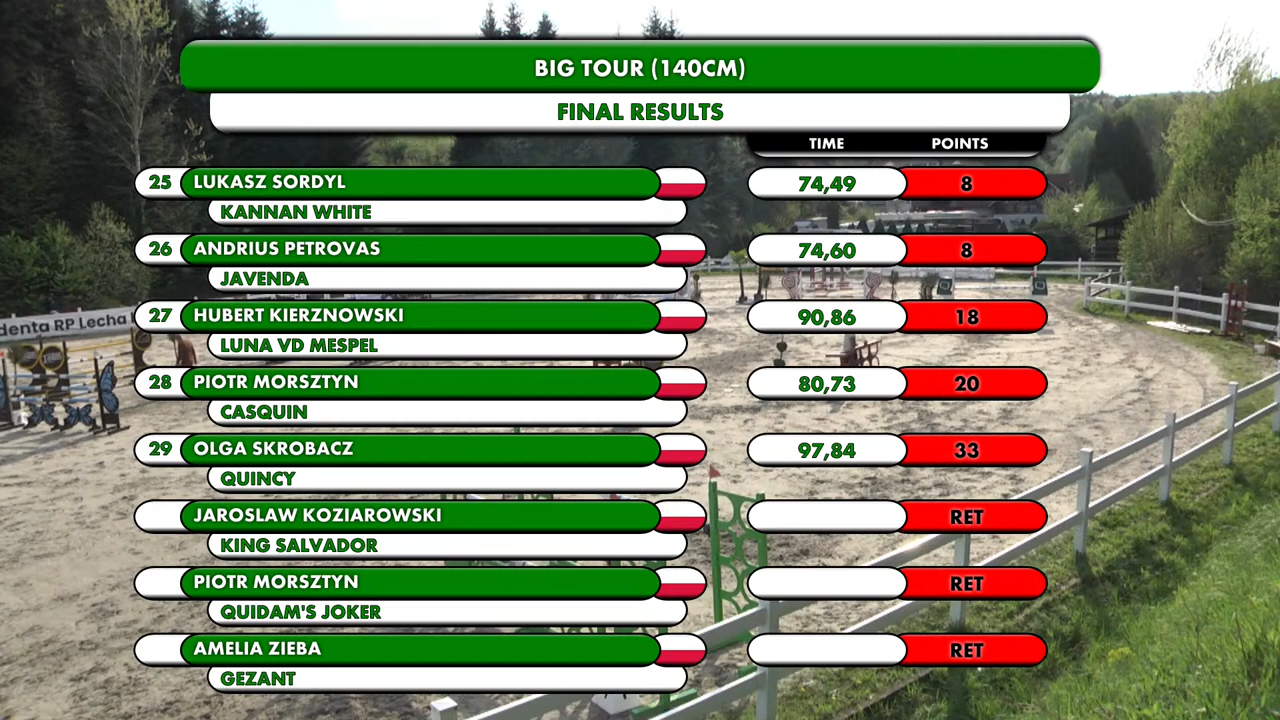 BIG TOUR (140CM)
FINAL RESULTS
TIME POINTS
25 LUKASZ SORDYL 74,49 8
KANNAN WHITE
26 ANDRIUS PETROVAS 74,60 8
JAVENDA
27 HUBERT KIERZNOWSKI 90,86 18
denta RP Lecha
LUNA VD MESPEL
28 PIOTR MORSZTYN 80,73 20
CASQUIN
29 OLGA SKROBACZ 97,84 33
QUINCY
JAROSLAW KOZIAROWSKI RET
KING SALVADOR
PIOTR MORSZTYN RET
QUIDAM'S JOKER
AMELIA ZIEBA RET
GEZANT